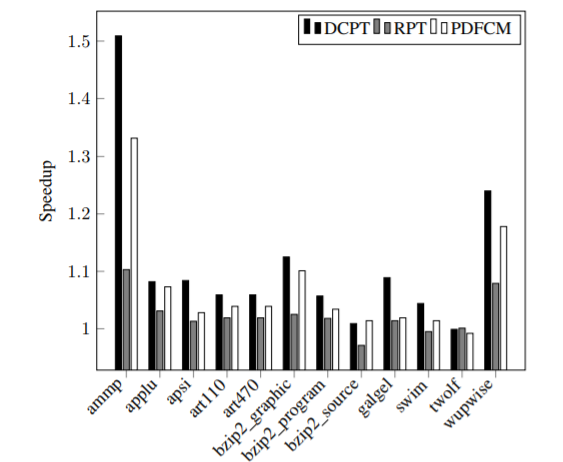 DCPT RPT PDFCM
1.5
1.4
1.3
1.2
1.1
1
Speedup
ammp
applu
apsi
art110
art470
bzip2_graphic
bzip2_program
bzip2_source
galgel
swim
twolf
wupwise